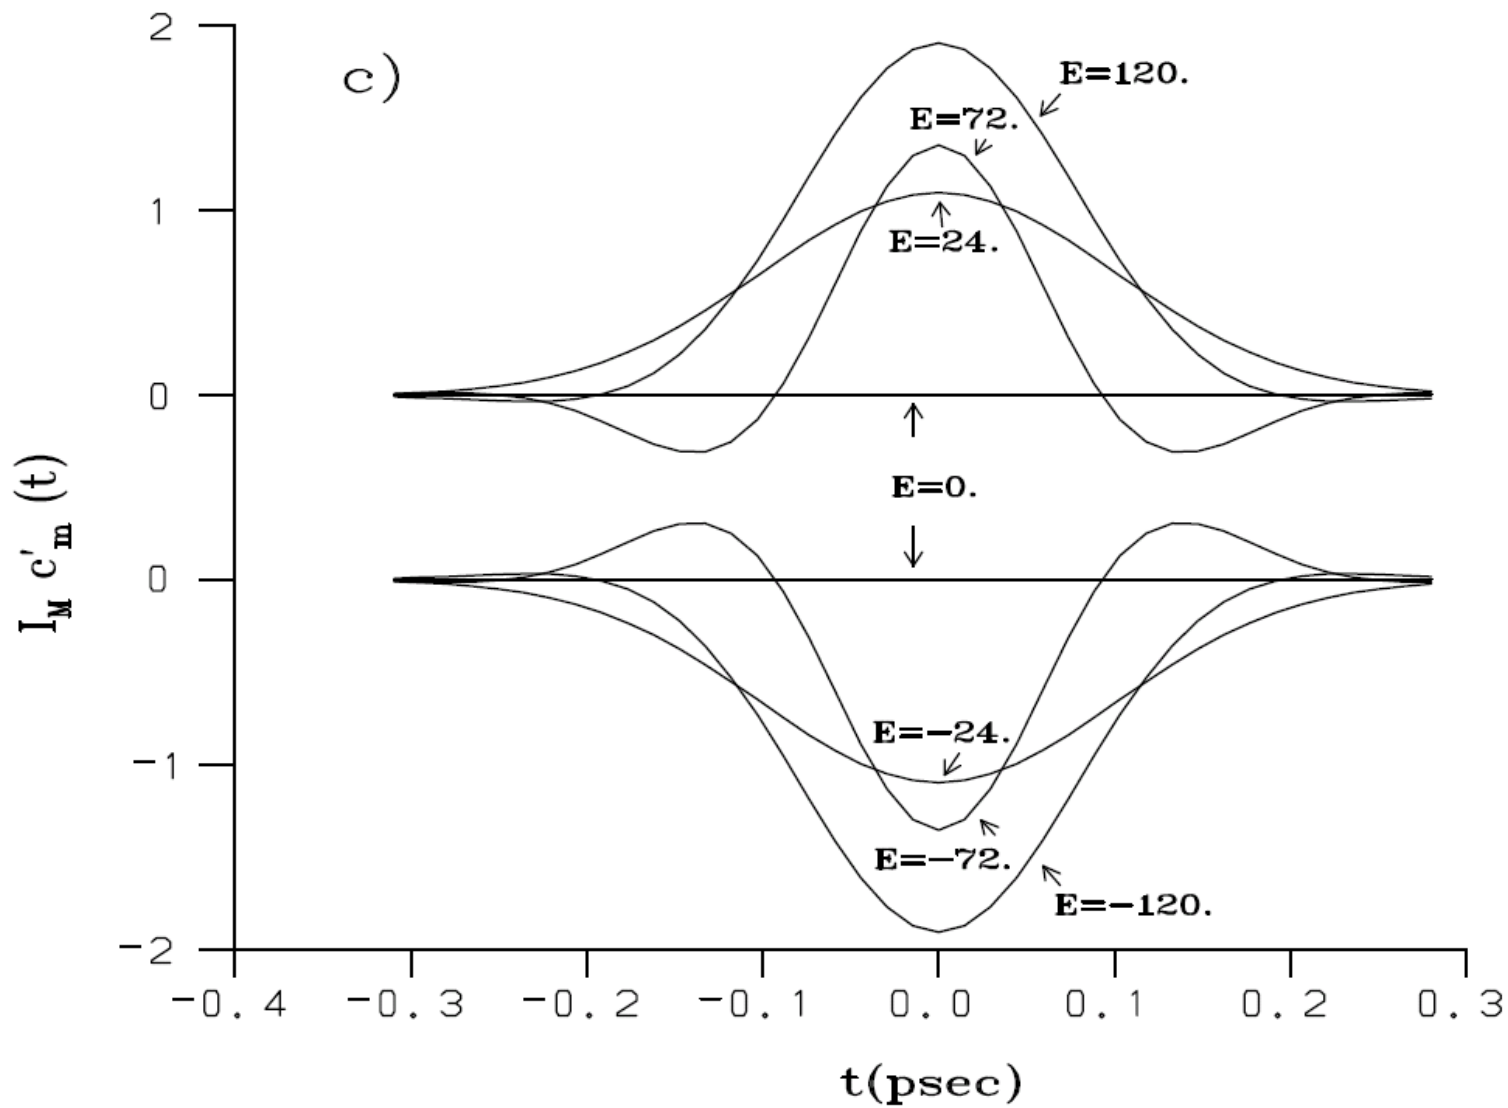 2
c)
E=120.
E=72.
1
E=24.
0
E=0.
I_M c'_m (t)
0
E=-24.
-1
E=-72.
E=-120.
-2
-0.4 -0.3 -0.2 -0.1 0.0 0.1 0.2 0.3
t(psec)